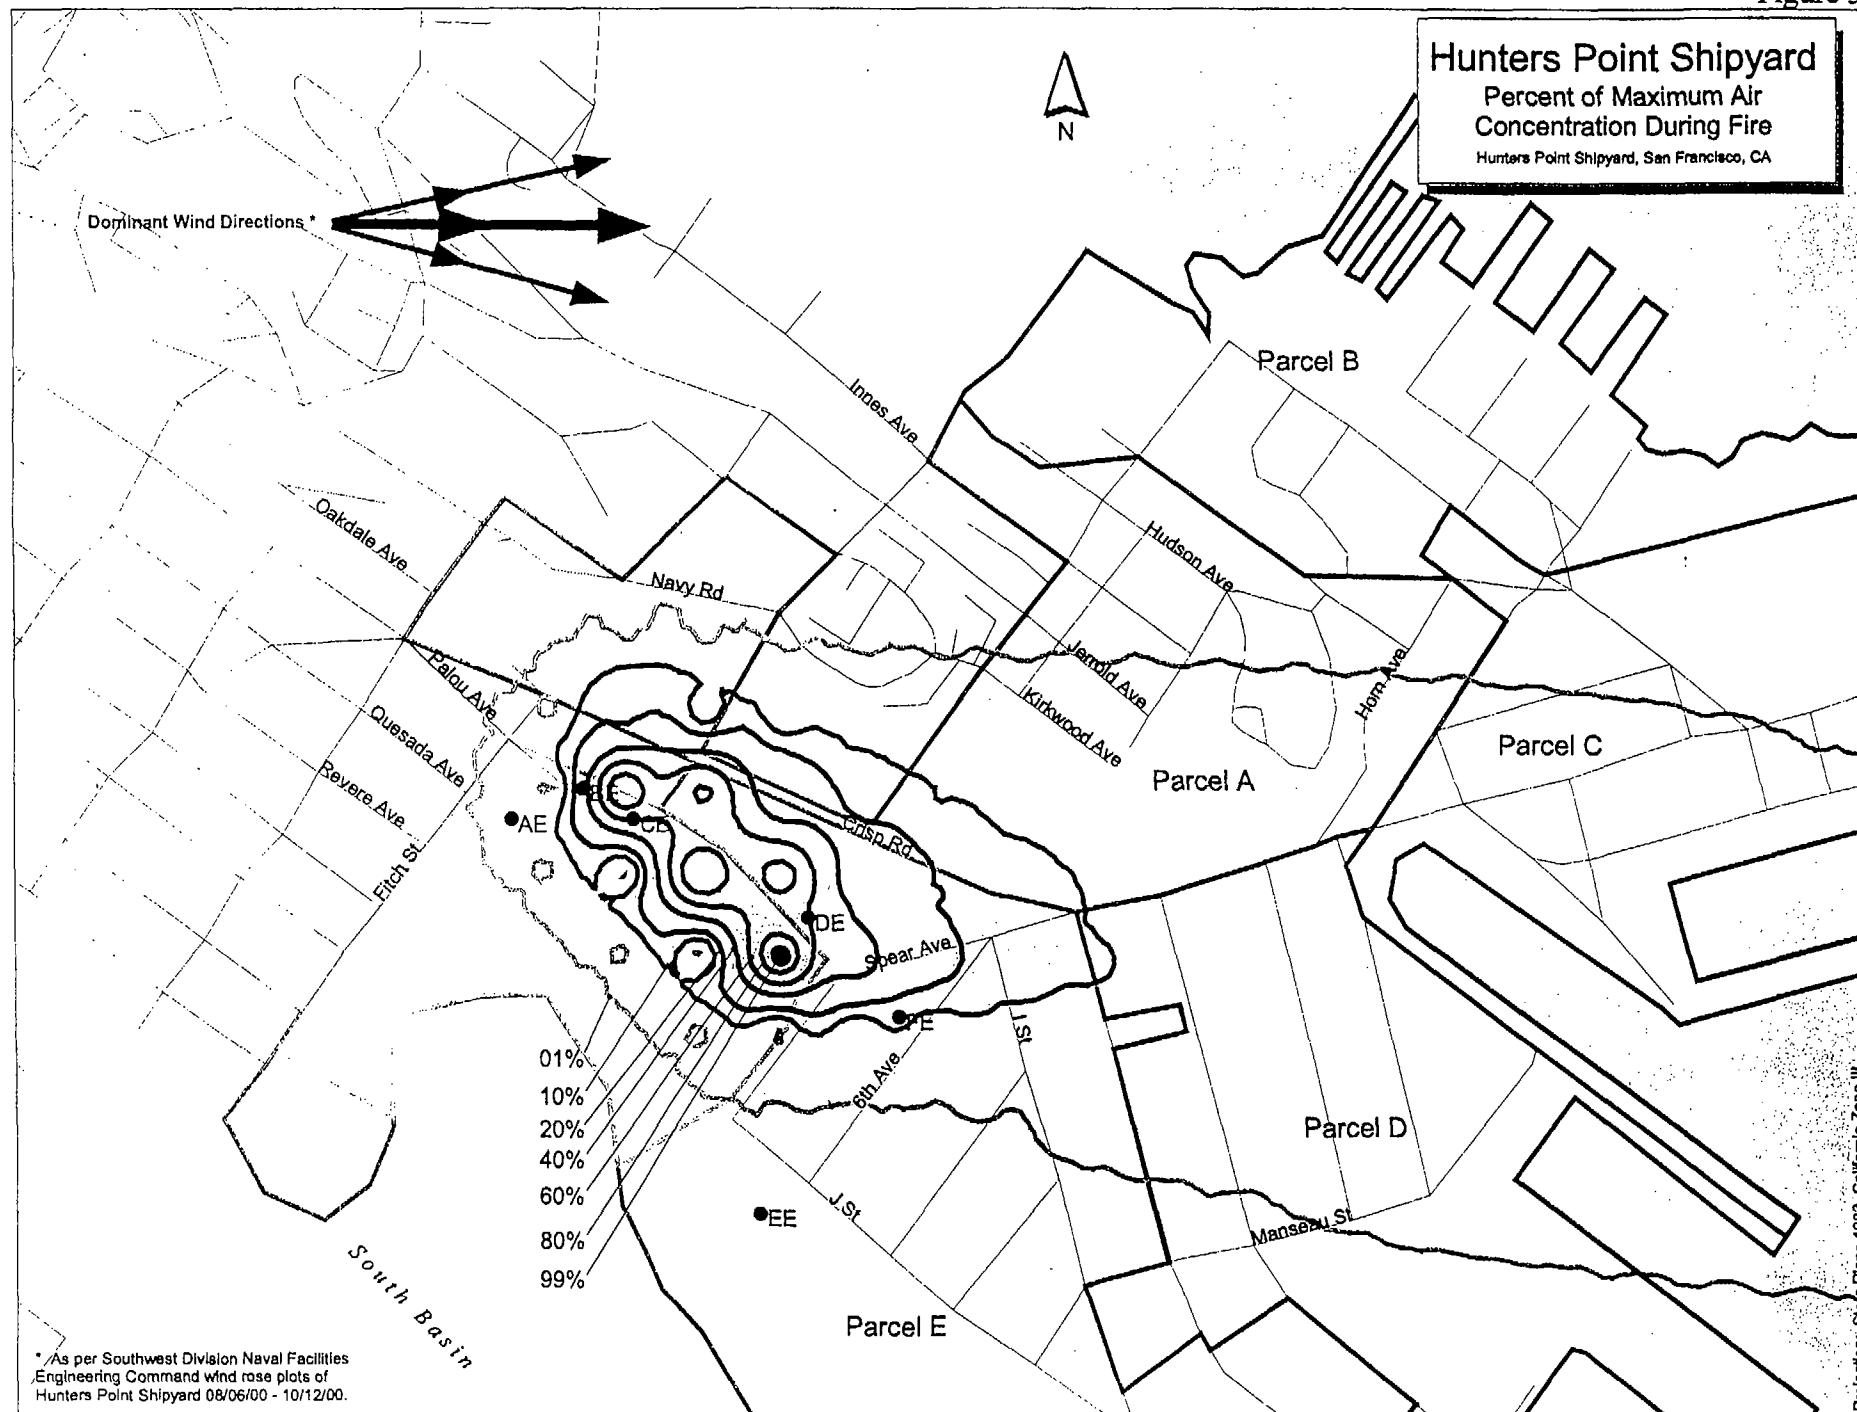 Hunters Point Shipyard
Percent of Maximum Air
Concentration During Fire
Hunters Point Shipyard, San Francisco, CA
N
Dominant Wind Directions *
Parcel B
Innes Ave
Oakdale Ave
Hudson Ave
Navy Rd
Palou Ave
Jerrold Ave
Horn Ave
Kirkwood Ave
Quesada Ave
Parcel C
Parcel A
Revere Ave
BE
AE
CE
Crisp Rd
Fitch St
DE
Spear Ave
FE
I St
01%
6th Ave
10%
20%
Parcel D
40%
60%
J St
EE
Manseau St
80%
99%
South Basin
Parcel E
* As per Southwest Division Naval Facilities
Engineering Command wind rose plots of
Hunters Point Shipyard 08/06/00 - 10/12/00.